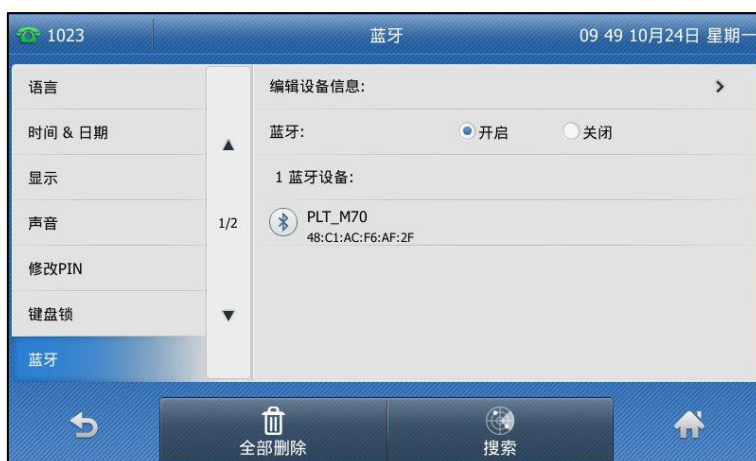 1023
蓝牙
09 49 10月24日 星期一
语言
时间 & 日期
显示
声音
修改PIN
键盘锁
蓝牙
1/2
编辑设备信息:
蓝牙: 开启 关闭
1 蓝牙设备:
PLT_M70
48:C1:AC:F6:AF:2F
全部删除
搜索